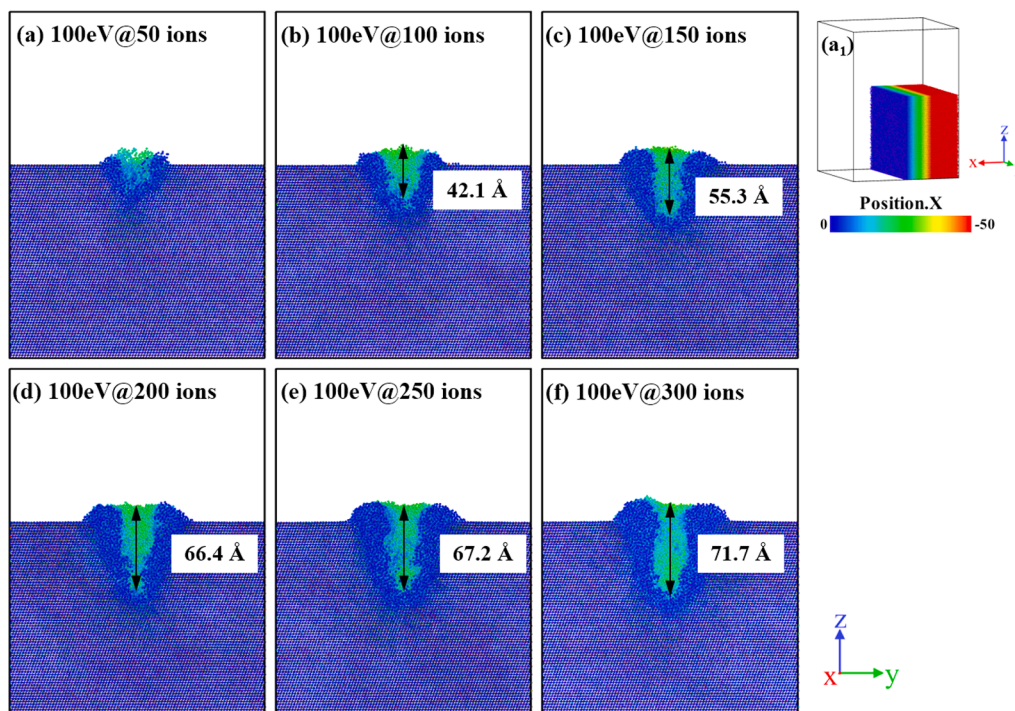 (a) 100eV@50 ions
(b) 100eV@100 ions
42.1 Å
(c) 100eV@150 ions
55.3 Å
(a₁)
Z
X
Position.X
0
-50
(d) 100eV@200 ions
66.4 Å
(e) 100eV@250 ions
67.2 Å
(f) 100eV@300 ions
71.7 Å
z
x
y